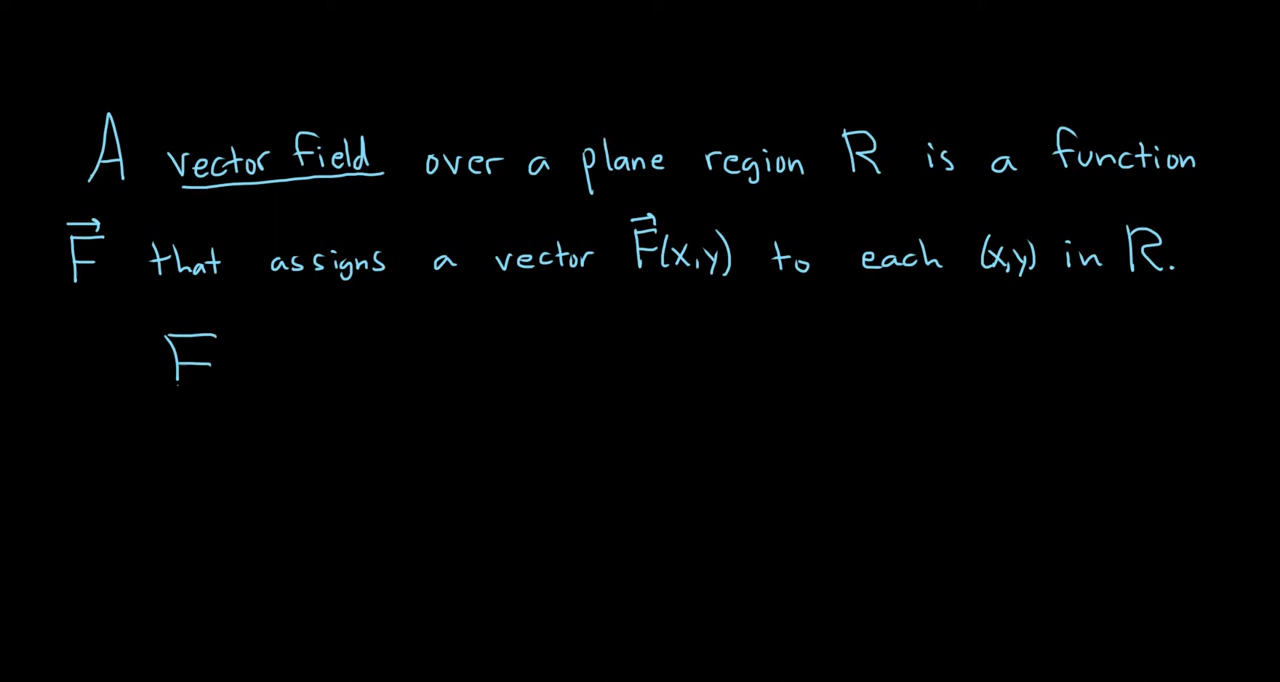 A vector field over a plane region R is a function
F⃗ that assigns a vector F⃗(x,y) to each (x,y) in R.
F